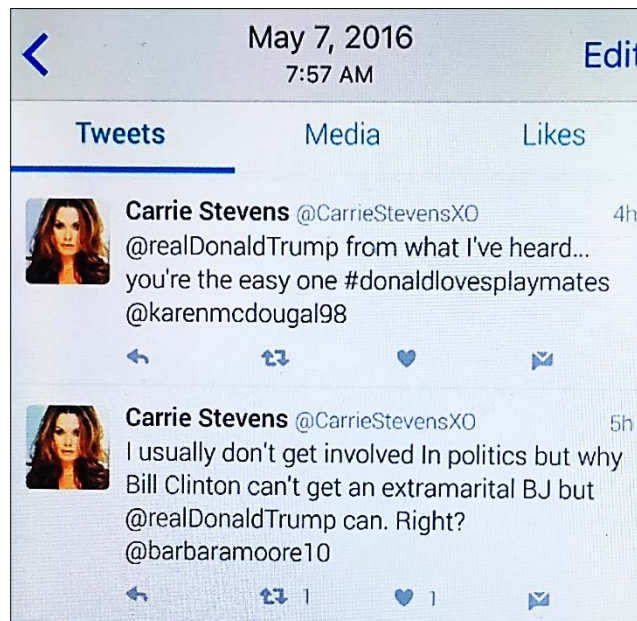 May 7, 2016
Edit
7:57 AM
Tweets Media Likes
Carrie Stevens @CarrieStevensXO 4h
@realDonaldTrump from what I've heard...
you're the easy one #donaldlovesplaymates
@karenmcdougal98
Carrie Stevens @CarrieStevensXO 5h
I usually don't get involved In politics but why
Bill Clinton can't get an extramarital BJ but
@realDonaldTrump can. Right?
@barbaramoore10
1 1